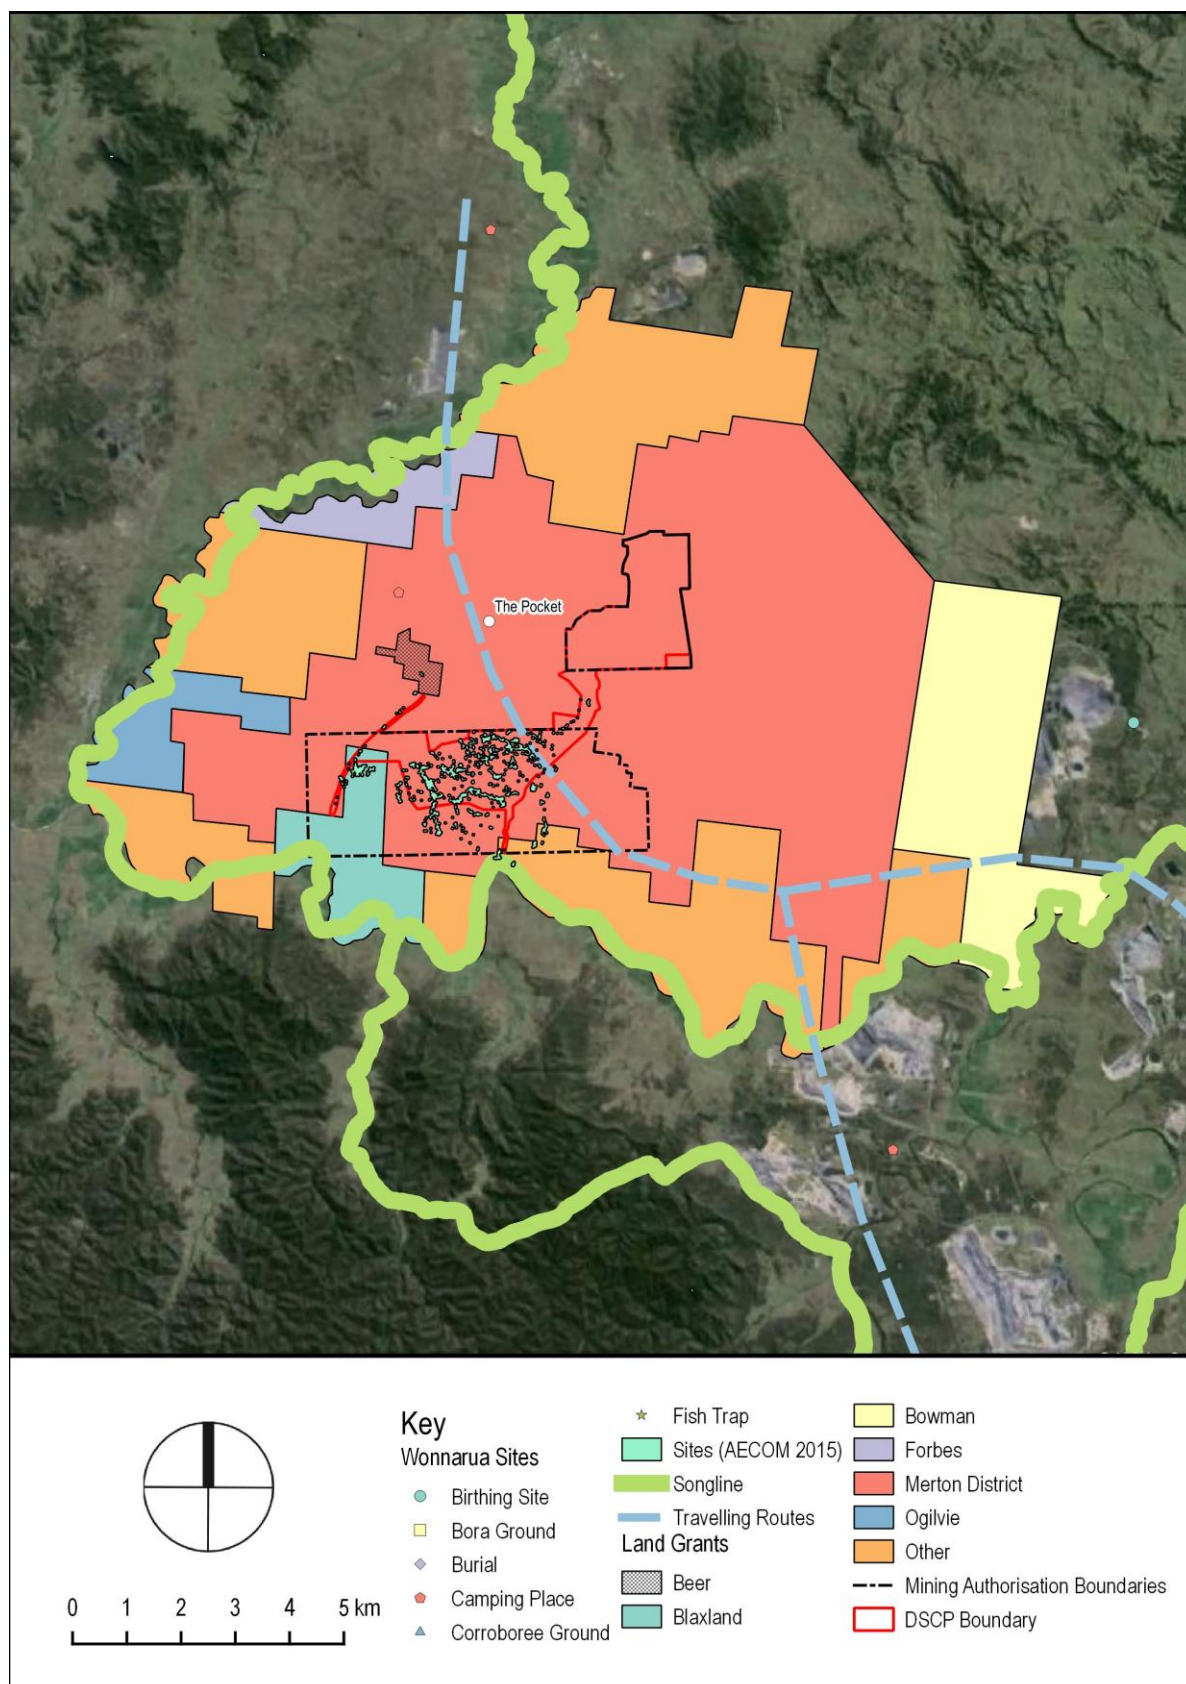 The Pocket
Key
Wonnarua Sites
Birthing Site
Bora Ground
Burial
Camping Place
Corroboree Ground
Fish Trap
Sites (AECOM 2015)
Songline
Travelling Routes
Land Grants
Beer
Blaxland
Bowman
Forbes
Merton District
Ogilvie
Other
Mining Authorisation Boundaries
DSCP Boundary
0 1 2 3 4 5 km